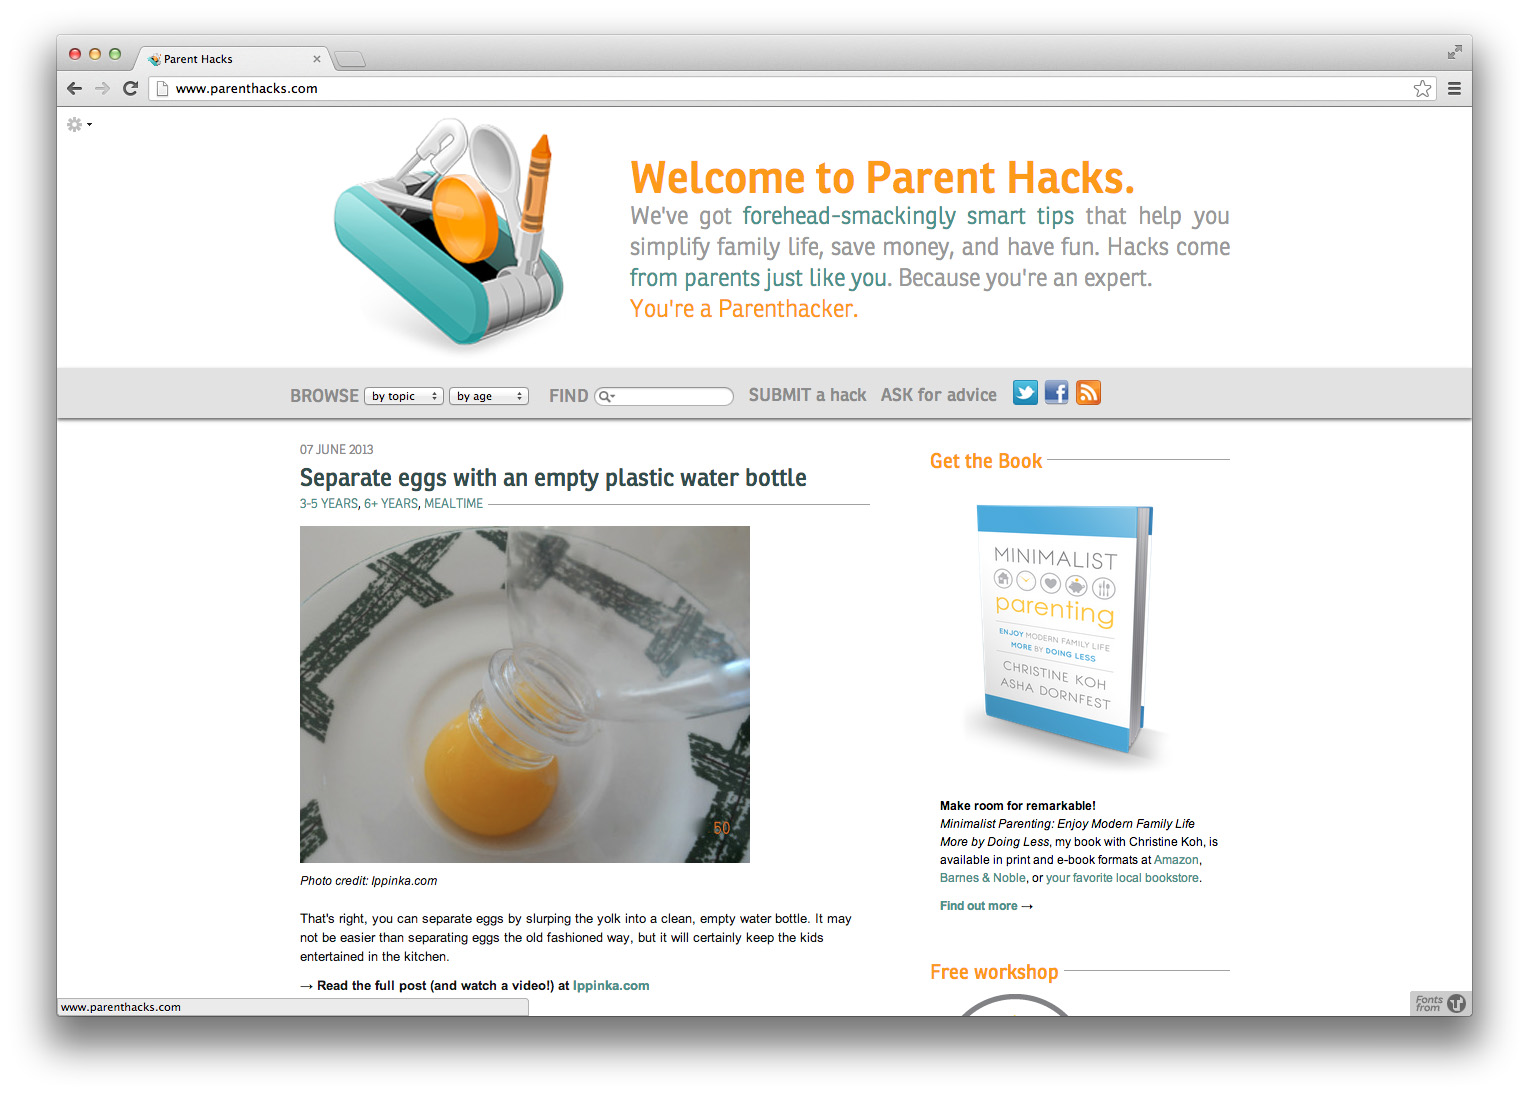 Parent Hacks
www.parenthacks.com
Welcome to Parent Hacks.
We've got forehead-smackingly smart tips that help you
simplify family life, save money, and have fun. Hacks come
from parents just like you. Because you're an expert.
You're a Parenthacker.
BROWSE by topic by age FIND SUBMIT a hack ASK for advice
07 JUNE 2013
Separate eggs with an empty plastic water bottle
3-5 YEARS, 6+ YEARS, MEALTIME
50
Photo credit: Ippinka.com
That's right, you can separate eggs by slurping the yolk into a clean, empty water bottle. It may
not be easier than separating eggs the old fashioned way, but it will certainly keep the kids
entertained in the kitchen.
→ Read the full post (and watch a video!) at Ippinka.com
Get the Book
MINIMALIST
parenting
ENJOY MODERN FAMILY LIFE
MORE BY DOING LESS
CHRISTINE KOH
ASHA DORNFEST
Make room for remarkable!
Minimalist Parenting: Enjoy Modern Family Life
More by Doing Less, my book with Christine Koh, is
available in print and e-book formats at Amazon,
Barnes & Noble, or your favorite local bookstore.
Find out more →
Free workshop
www.parenthacks.com
Fonts
from